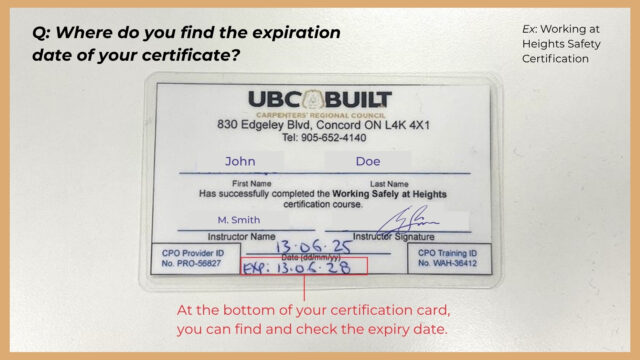 Q: Where do you find the expiration
date of your certificate?
Ex: Working at
Heights Safety
Certification
UBC BUILT
CARPENTERS' REGIONAL COUNCIL
830 Edgeley Blvd, Concord ON L4K 4X1
Tel: 905-652-4140
John Doe
First Name Last Name
Has successfully completed the Working Safely at Heights
certification course.
M. Smith
Instructor Name Instructor Signature
13.06.25
Date (dd/mm/yy)
CPO Provider ID
No. PRO-56827
EXP: 13.06.28
CPO Training ID
No. WAH-36412
At the bottom of your certification card,
you can find and check the expiry date.